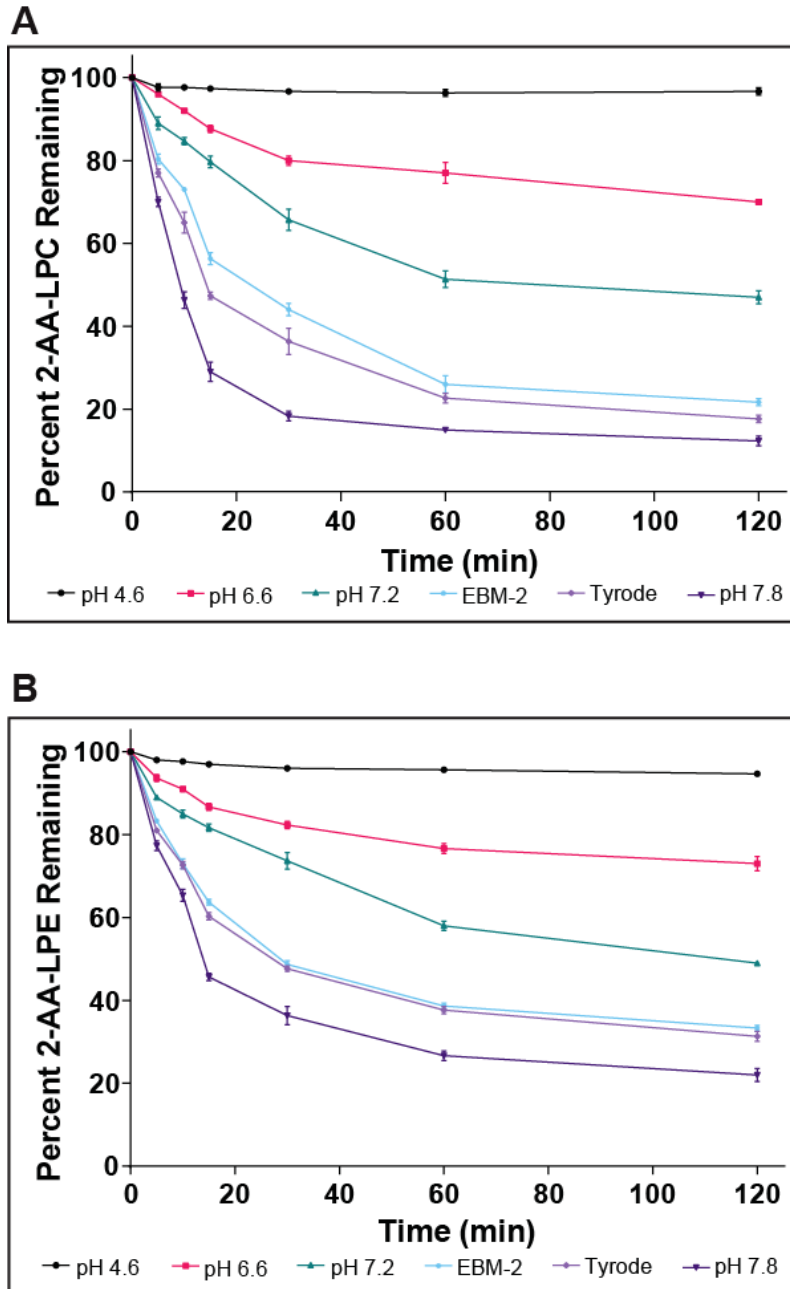 A
Percent 2-AA-LPC Remaining
100
80
60
40
20
0
0 20 40 60 80 100 120
Time (min)
pH 4.6 pH 6.6 pH 7.2 EBM-2 Tyrode pH 7.8
B
Percent 2-AA-LPE Remaining
100
80
60
40
20
0
0 20 40 60 80 100 120
Time (min)
pH 4.6 pH 6.6 pH 7.2 EBM-2 Tyrode pH 7.8